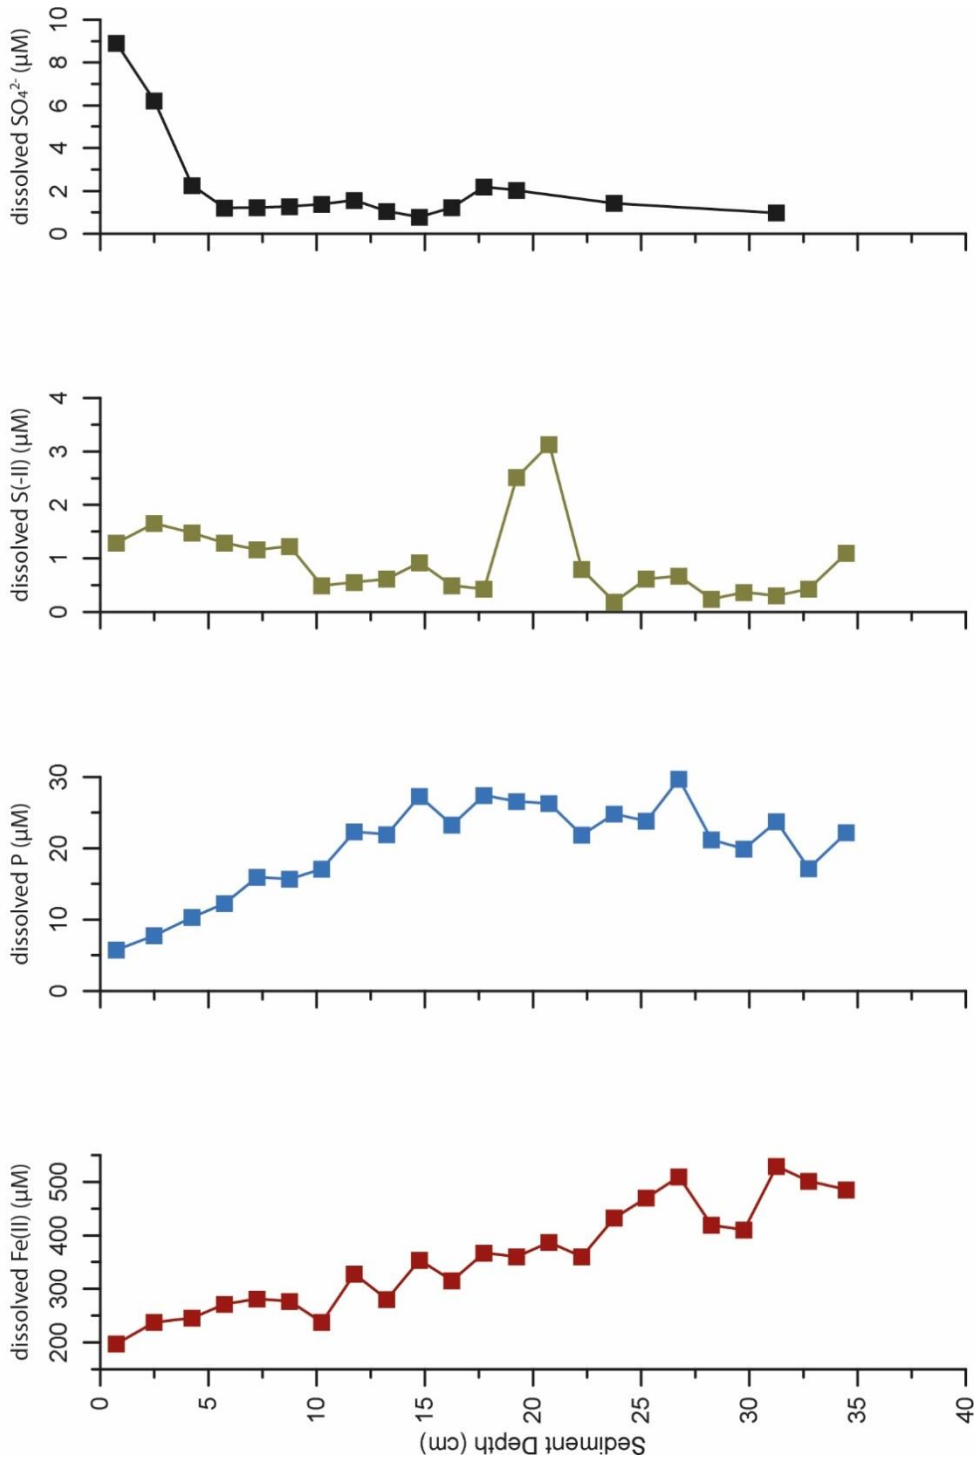 dissolved Fe(II) (µM)
200 300 400 500
dissolved P (µM)
0 10 20 30
dissolved S(-II) (µM)
0 1 2 3 4
dissolved SO₄²⁻ (µM)
0 2 4 6 8 10
Sediment Depth (cm)
0
5
10
15
20
25
30
35
40